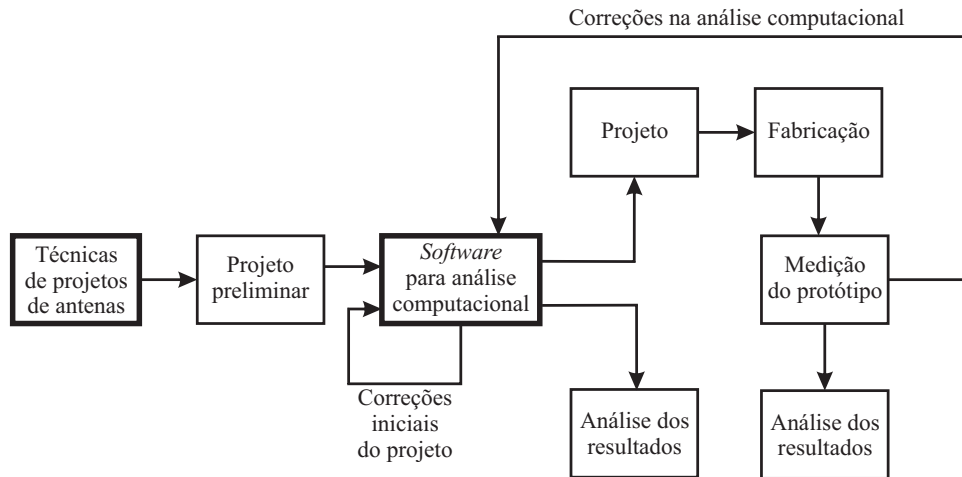 Correções na análise computacional
Projeto
Fabricação
Técnicas
de projetos
de antenas
Projeto
preliminar
Software
para análise
computacional
Medição
do protótipo
Correções
iniciais
do projeto
Análise dos
resultados
Análise dos
resultados